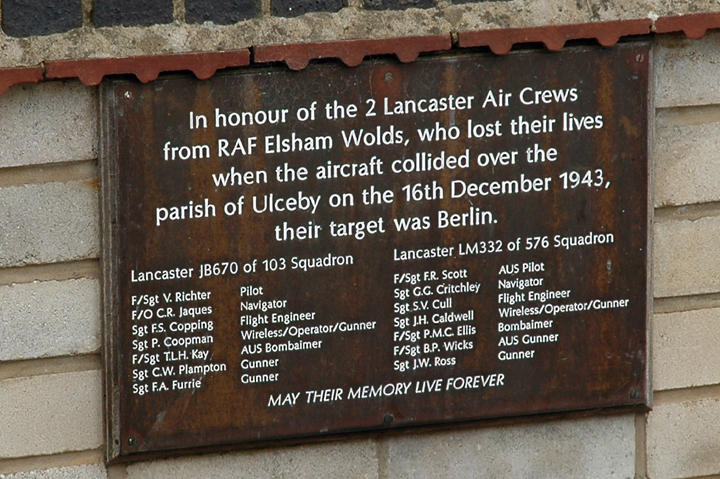 In honour of the 2 Lancaster Air Crews
from RAF Elsham Wolds, who lost their lives
when the aircraft collided over the
parish of Ulceby on the 16th December 1943,
their target was Berlin.
Lancaster JB670 of 103 Squadron
F/Sgt V. Richter Pilot
F/O C.R. Jaques Navigator
Sgt F.S. Copping Flight Engineer
Sgt P. Coopman Wireless/Operator/Gunner
F/Sgt T.L.H. Kay AUS Bombaimer
Sgt C.W. Plampton Gunner
Sgt F.A. Furrie Gunner
Lancaster LM332 of 576 Squadron
F/Sgt F.R. Scott AUS Pilot
Sgt G.G. Critchley Navigator
Sgt S.V. Cull Flight Engineer
Sgt J.H. Caldwell Wireless/Operator/Gunner
F/Sgt P.M.C. Ellis Bombaimer
F/Sgt B.P. Wicks AUS Gunner
Sgt J.W. Ross Gunner
MAY THEIR MEMORY LIVE FOREVER